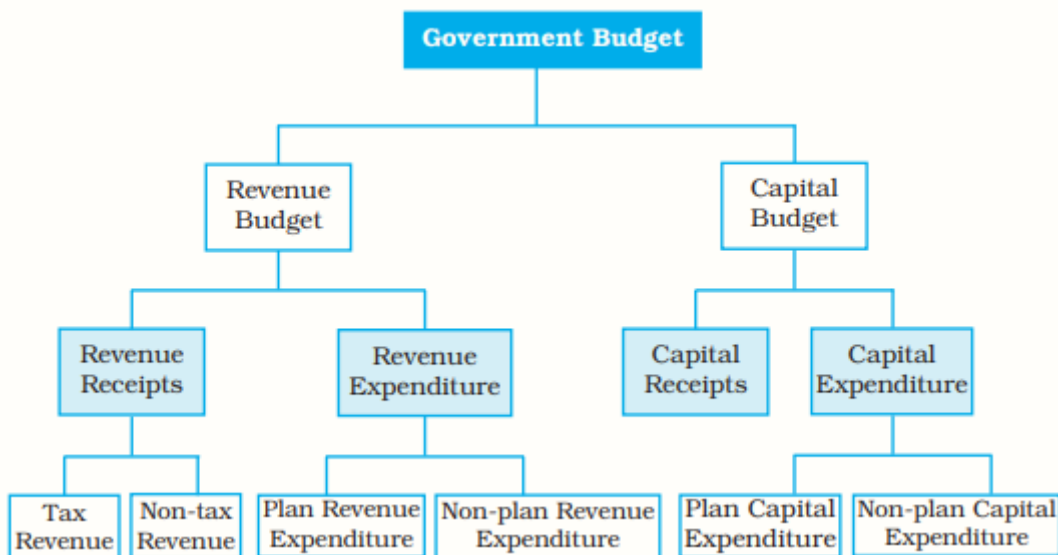 Government Budget
Revenue
Budget
Capital
Budget
Revenue
Receipts
Revenue
Expenditure
Capital
Receipts
Capital
Expenditure
Tax
Revenue
Non-tax
Revenue
Plan Revenue
Expenditure
Non-plan Revenue
Expenditure
Plan Capital
Expenditure
Non-plan Capital
Expenditure